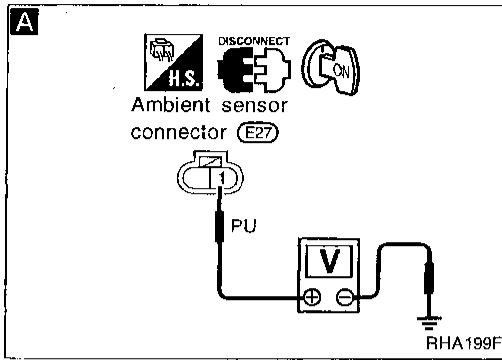 A
DISCONNECT
H.S.
ON
Ambient sensor
connector E27
1
PU
V
+ −
RHA199F